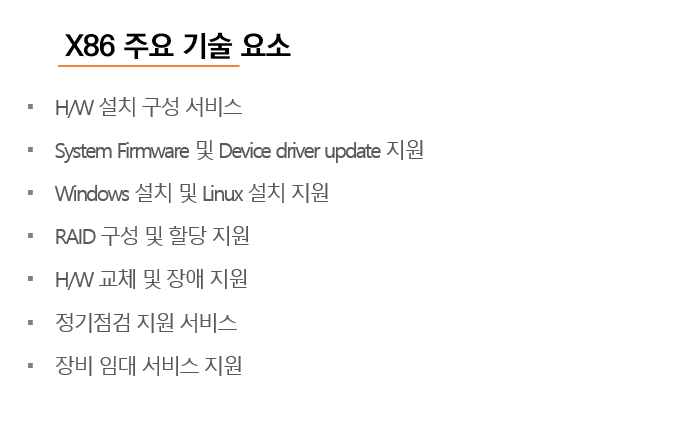 X86 주요 기술 요소
▪ H/W 설치 구성 서비스
▪ System Firmware 및 Device driver update 지원
▪ Windows 설치 및 Linux 설치 지원
▪ RAID 구성 및 할당 지원
▪ H/W 교체 및 장애 지원
▪ 정기점검 지원 서비스
▪ 장비 임대 서비스 지원